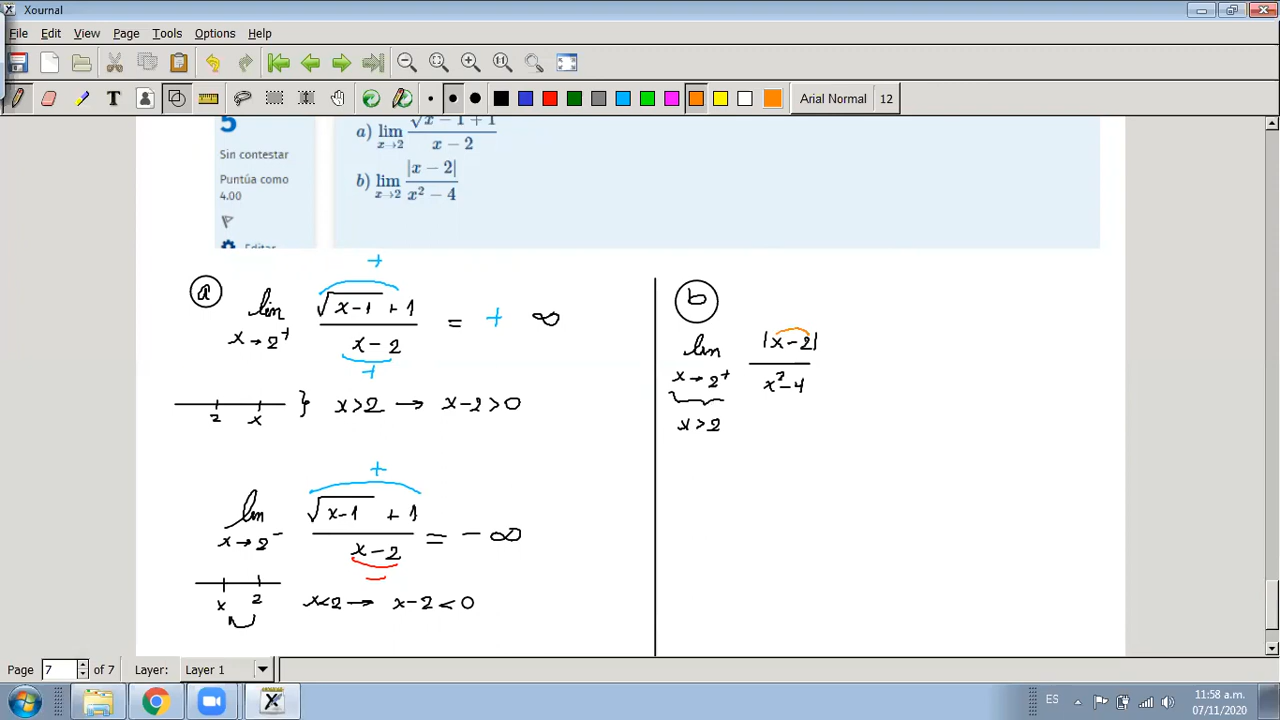 Xournal
File Edit View Page Tools Options Help
Arial Normal 12
5
Sin contestar
Puntúa como
4.00
a) lim x→2 (√x − 1 + 1)/(x − 2)
b) lim x→2 |x − 2|/(x² − 4)
a
lim x→2⁺ (√x-1 + 1)/(x-2) = + ∞
+
+
2 x } x>2 → x-2>0
lim x→2⁻ (√x-1 + 1)/(x-2) = - ∞
+
−
x 2 x<2 → x-2<0
b
lim x→2⁺ |x-2|/(x²-4)
x>2
Page 7 of 7 Layer: Layer 1
ES 11:58 a.m.
07/11/2020